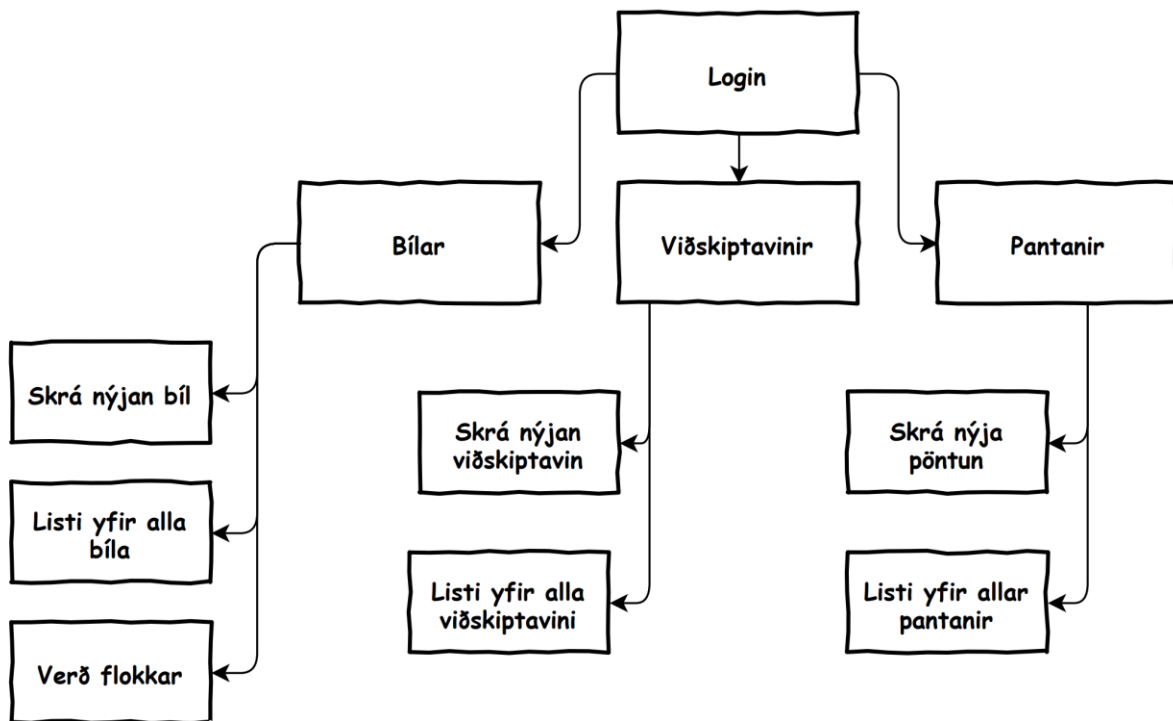 Login
Bílar
Viðskiptavinir
Pantanir
Skrá nýjan bíl
Listi yfir alla
bíla
Verð flokkar
Skrá nýjan
viðskiptavin
Listi yfir alla
viðskiptavini
Skrá nýja
pöntun
Listi yfir allar
pantanir